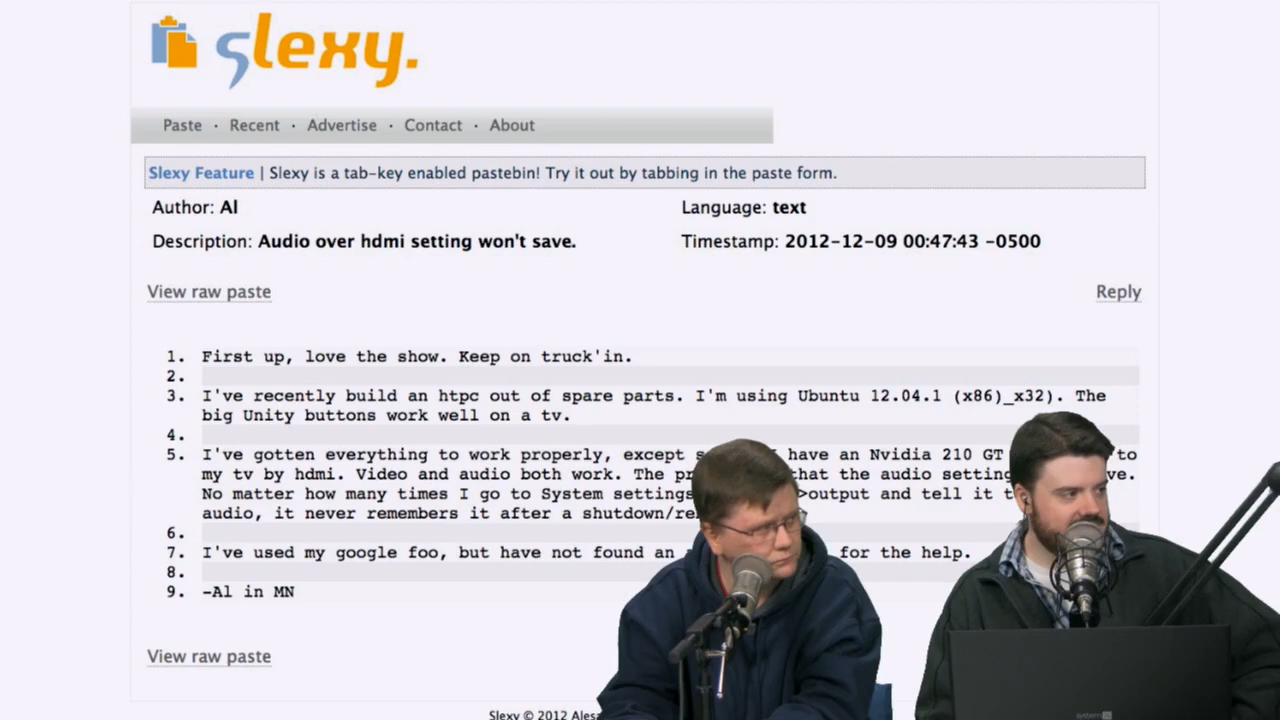 slexy.
Paste · Recent · Advertise · Contact · About
Slexy Feature | Slexy is a tab-key enabled pastebin! Try it out by tabbing in the paste form.
Author: Al
Language: text
Description: Audio over hdmi setting won't save.
Timestamp: 2012-12-09 00:47:43 -0500
View raw paste
Reply
1. First up, love the show. Keep on truck'in.
2.
3. I've recently build an htpc out of spare parts. I'm using Ubuntu 12.04.1 (x86)_x32). The
big Unity buttons work well on a tv.
4.
5. I've gotten everything to work properly, except have an Nvidia 210 GT to
my tv by hdmi. Video and audio both work. The that the audio setting
No matter how many times I go to System settings >output and tell it
audio, it never remembers it after a
6.
7. I've used my google foo, but have not found an for the help.
8.
9. -Al in MN
View raw paste
Slexy © 2012